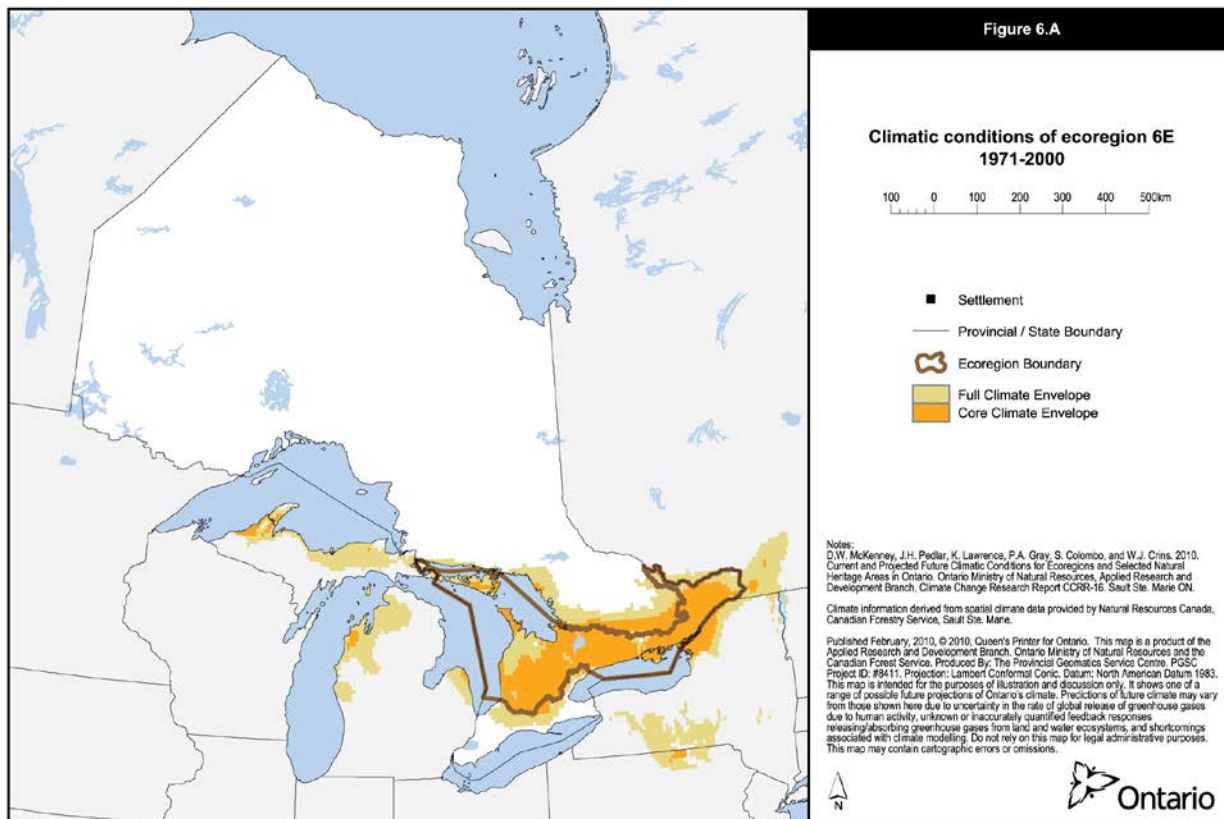 Figure 6.A
Climatic conditions of ecoregion 6E
1971-2000
100 0 100 200 300 400 500km
Settlement
Provincial / State Boundary
Ecoregion Boundary
Full Climate Envelope
Core Climate Envelope
Notes:
D.W. McKenney, J.H. Pedlar, K. Lawrence, P.A. Gray, S. Colombo, and W.J. Crins. 2010.
Current and Projected Future Climatic Conditions for Ecoregions and Selected Natural
Heritage Areas in Ontario. Ontario Ministry of Natural Resources, Applied Research and
Development Branch, Climate Change Research Report CCRR-16. Sault Ste. Marie ON.
Climate information derived from spatial climate data provided by Natural Resources Canada,
Canadian Forestry Service, Sault Ste. Marie.
Published February, 2010, © 2010, Queen's Printer for Ontario. This map is a product of the
Applied Research and Development Branch, Ontario Ministry of Natural Resources and the
Canadian Forest Service. Produced By: The Provincial Geomatics Service Centre, PGSC
Project ID: #8411. Projection: Lambert Conformal Conic. Datum: North American Datum 1983.
This map is intended for the purposes of illustration and discussion only. It shows one of a
range of possible future projections of Ontario's climate. Predictions of future climate may vary
from those shown here due to uncertainty in the rate of global release of greenhouse gases
due to human activity, unknown or inaccurately quantified feedback responses
releasing/absorbing greenhouse gases from land and water ecosystems, and shortcomings
associated with climate modelling. Do not rely on this map for legal administrative purposes.
This map may contain cartographic errors or omissions.
N
Ontario